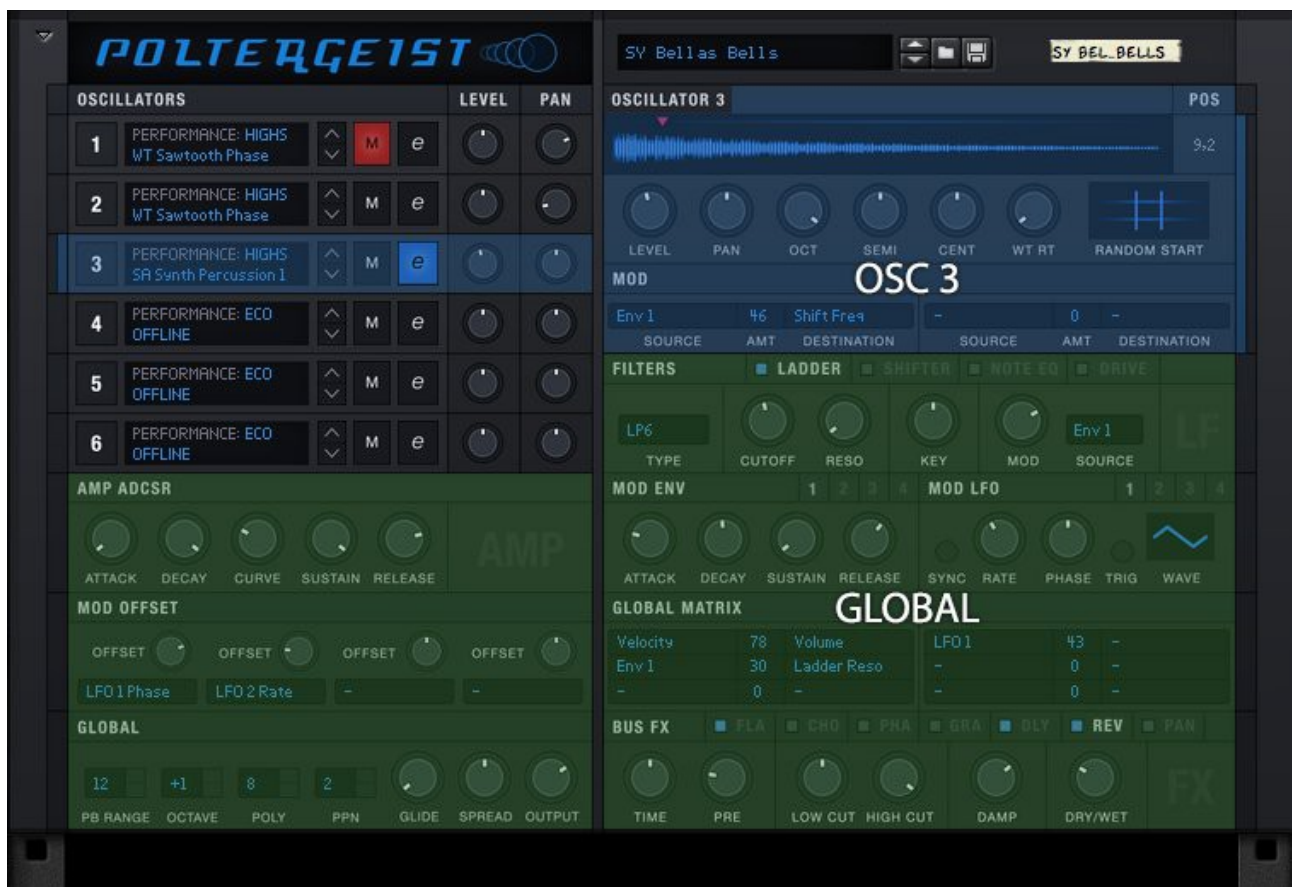 POLTERGEIST
SY Bellas Bells
SY BEL_BELLS
OSCILLATORS LEVEL PAN
1 PERFORMANCE: HIGHS M e
WT Sawtooth Phase
2 PERFORMANCE: HIGHS M e
WT Sawtooth Phase
3 PERFORMANCE: HIGHS M e
SA Synth Percussion 1
4 PERFORMANCE: ECO M e
OFFLINE
5 PERFORMANCE: ECO M e
OFFLINE
6 PERFORMANCE: ECO M e
OFFLINE
AMP ADCSR
AMP
ATTACK DECAY CURVE SUSTAIN RELEASE
MOD OFFSET
OFFSET OFFSET OFFSET OFFSET
LFO 1 Phase LFO 2 Rate - -
GLOBAL
12 +1 8 2
PB RANGE OCTAVE POLY PPN GLIDE SPREAD OUTPUT
OSCILLATOR 3 POS
9,2
LEVEL PAN OCT SEMI CENT WT RT RANDOM START
OSC 3
MOD
Env 1 46 Shift Freq - 0 -
SOURCE AMT DESTINATION SOURCE AMT DESTINATION
FILTERS LADDER SHIFTER NOTE EQ DRIVE
LP6 Env 1 LF
TYPE CUTOFF RESO KEY MOD SOURCE
MOD ENV 1 2 3 4 MOD LFO 1 2 3 4
ATTACK DECAY SUSTAIN RELEASE SYNC RATE PHASE TRIG WAVE
GLOBAL
GLOBAL MATRIX
Velocity 78 Volume LFO 1 43 -
Env 1 30 Ladder Reso - 0 -
- 0 - - 0 -
BUS FX FLA CHO PHA GRA DLY REV PAN
FX
TIME PRE LOW CUT HIGH CUT DAMP DRY/WET